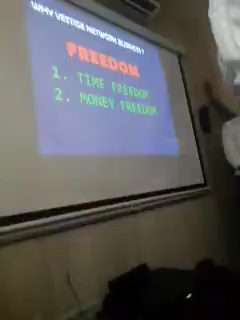 WHY VESTIGE NETWORK BUSINESS ?
FREEDOM
1. TIME FREEDOM
2. MONEY FREEDOM